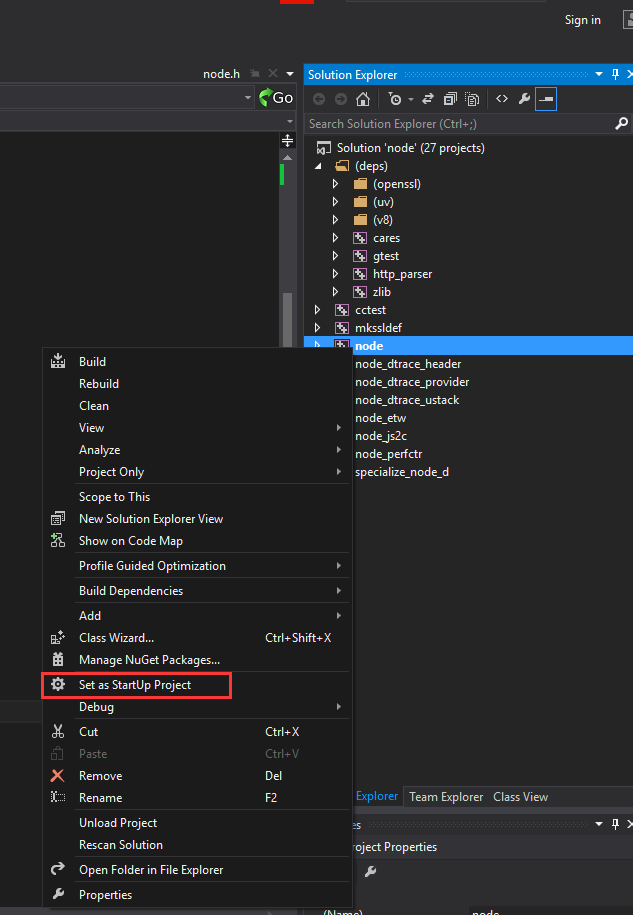 Sign in
node.h
Solution Explorer
Go
Search Solution Explorer (Ctrl+;)
Solution 'node' (27 projects)
(deps)
(openssl)
(uv)
(v8)
cares
gtest
http_parser
zlib
cctest
mkssldef
node
node_dtrace_header
node_dtrace_provider
node_dtrace_ustack
node_etw
node_js2c
node_perfctr
specialize_node_d
Build
Rebuild
Clean
View
Analyze
Project Only
Scope to This
New Solution Explorer View
Show on Code Map
Profile Guided Optimization
Build Dependencies
Add
Class Wizard... Ctrl+Shift+X
Manage NuGet Packages...
Set as StartUp Project
Debug
Cut Ctrl+X
Paste Ctrl+V
Remove Del
Rename F2
Unload Project
Rescan Solution
Open Folder in File Explorer
Properties
Explorer Team Explorer Class View
es
oject Properties
(Name) node